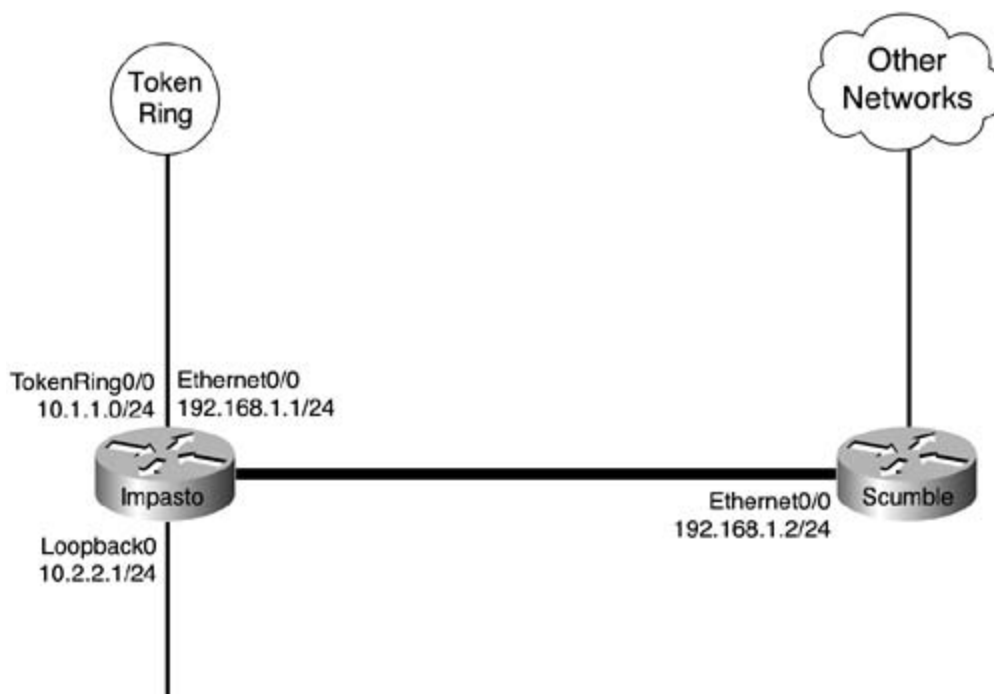 Token
Ring
Other
Networks
TokenRing0/0
10.1.1.0/24
Ethernet0/0
192.168.1.1/24
Impasto
Ethernet0/0
192.168.1.2/24
Scumble
Loopback0
10.2.2.1/24